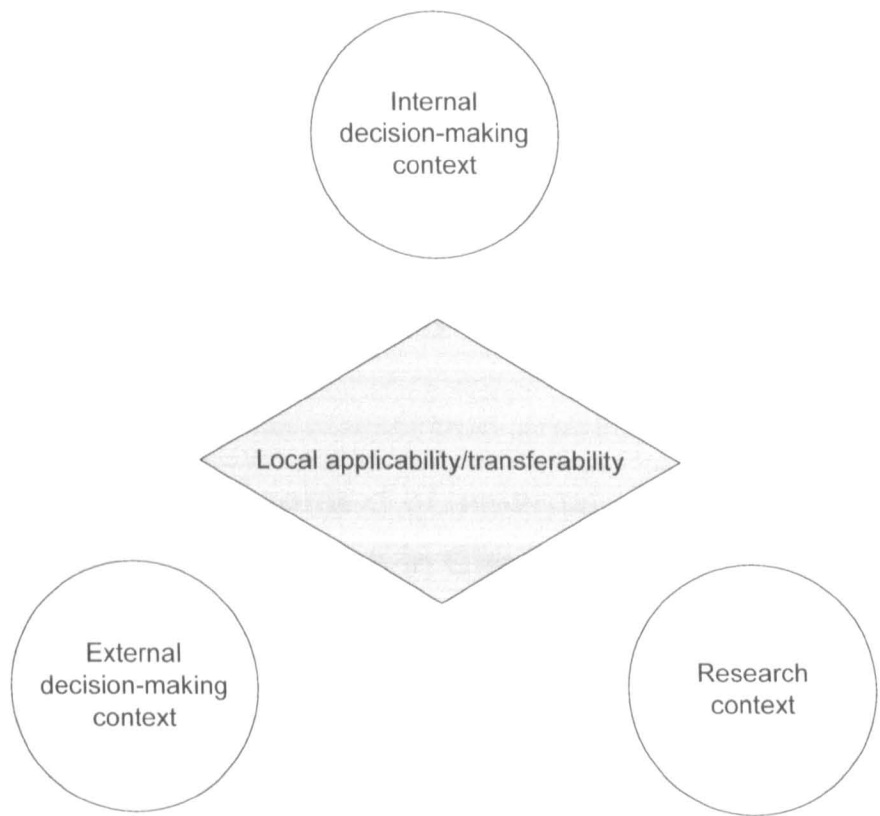 Internal
decision-making
context
Local applicability/transferability
External
decision-making
context
Research
context